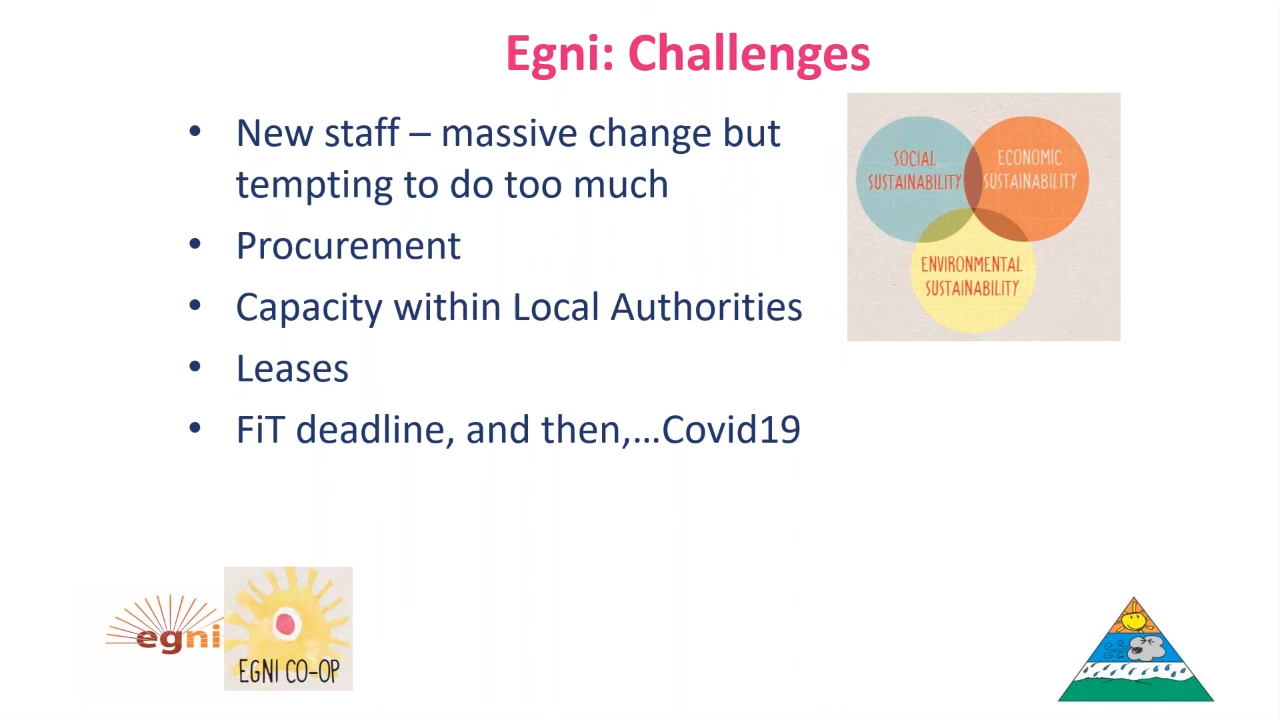 Egni: Challenges
• New staff – massive change but
tempting to do too much
• Procurement
• Capacity within Local Authorities
• Leases
• FiT deadline, and then,…Covid19
SOCIAL
SUSTAINABILITY
ECONOMIC
SUSTAINABILITY
ENVIRONMENTAL
SUSTAINABILITY
egni
EGNI CO-OP